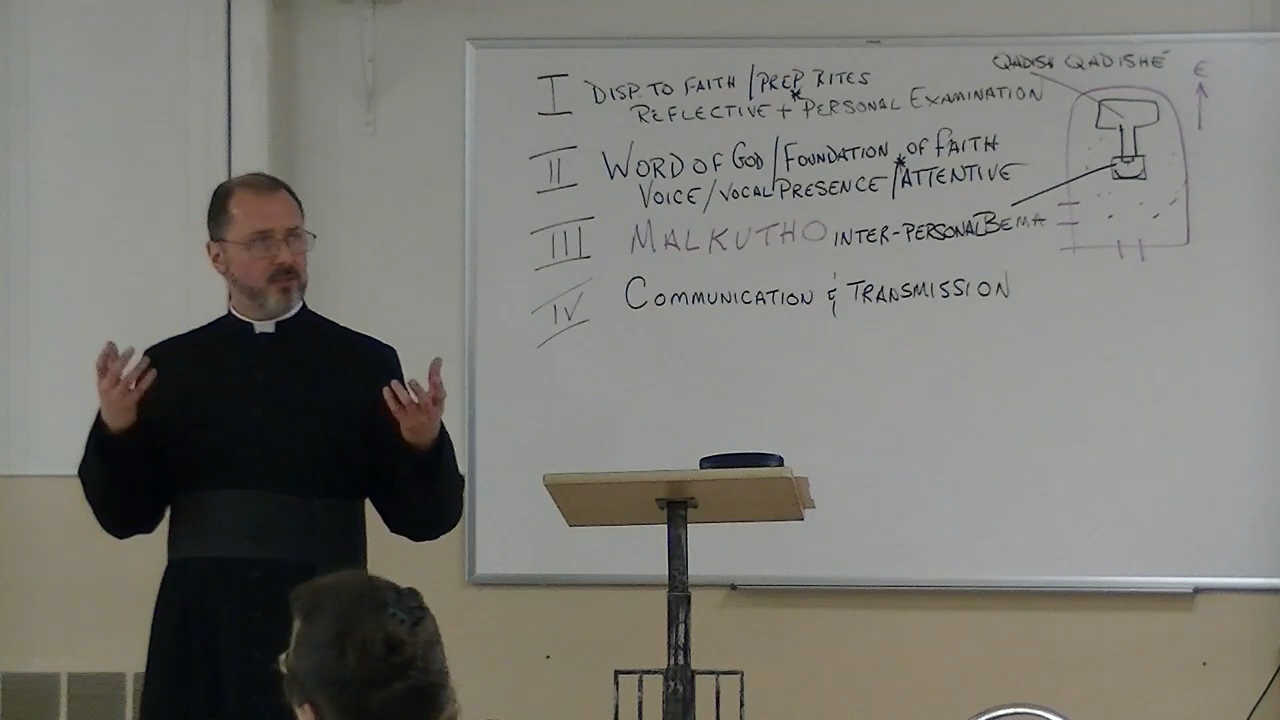 I DISP. TO FAITH / PREP RITES
REFLECTIVE + * PERSONAL EXAMINATION
II WORD OF GOD / FOUNDATION OF FAITH
VOICE / VOCAL PRESENCE / * ATTENTIVE
III MALKUTHO INTER-PERSONAL
IV COMMUNICATION & TRANSMISSION
QADISH QADISHE
E
BEMA